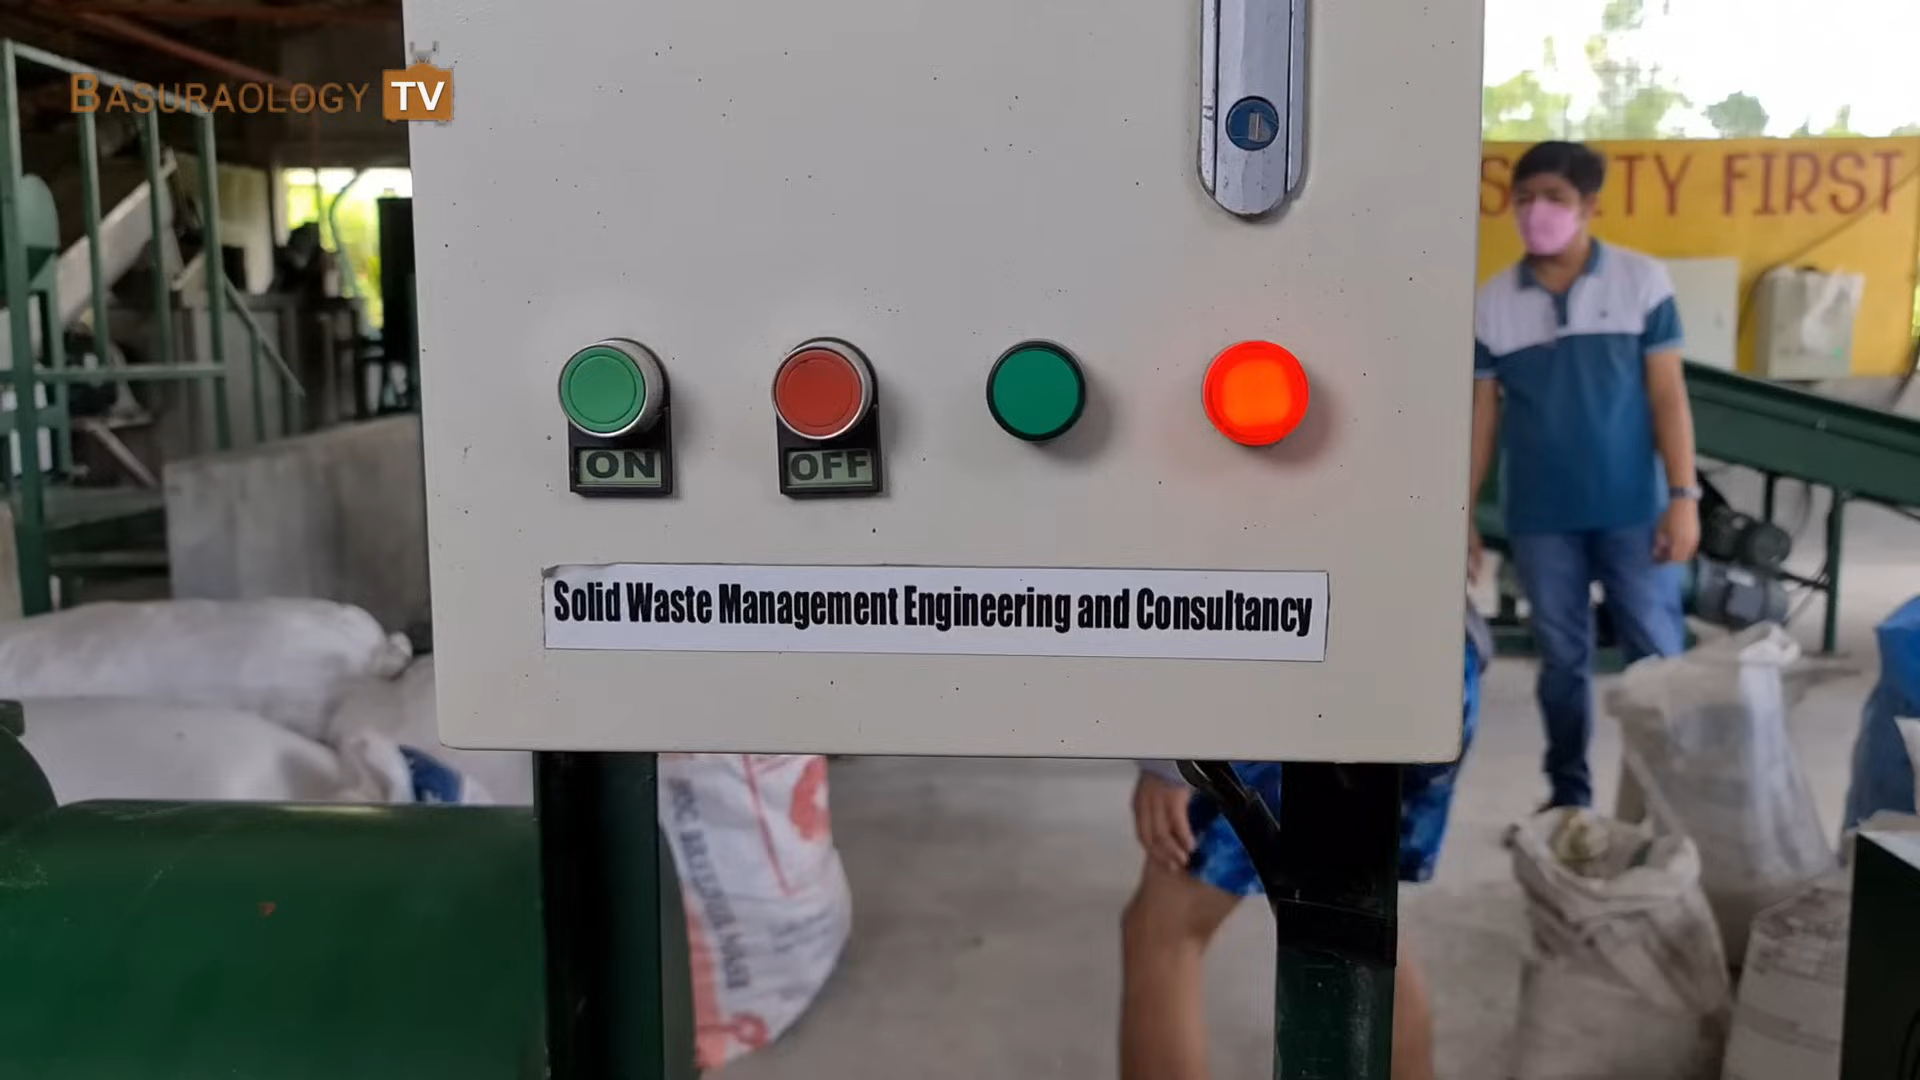 BASURAOLOGY TV
S TY FIRST
ON
OFF
Solid Waste Management Engineering and Consultancy